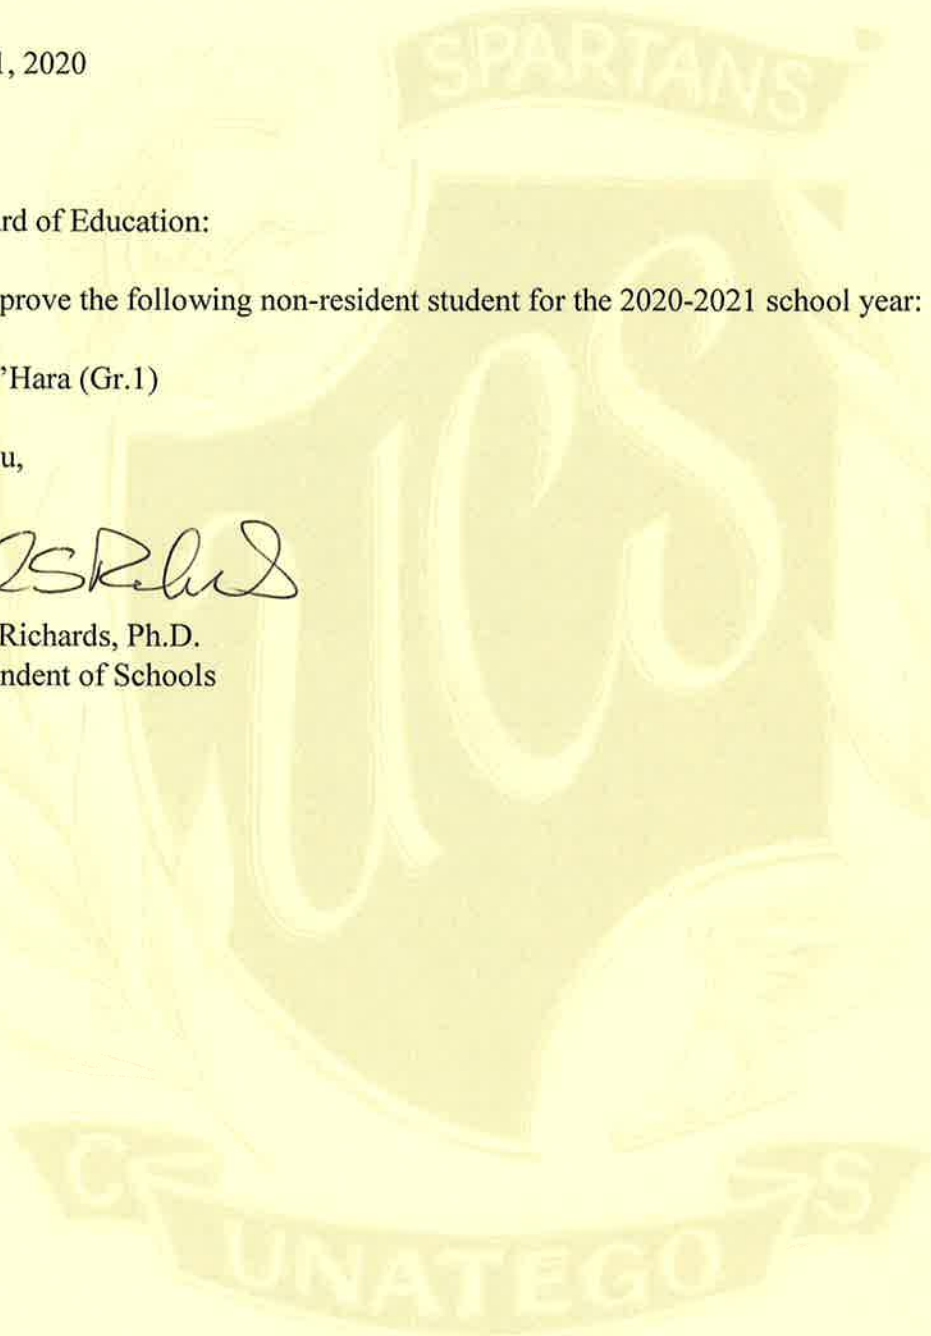 1, 2020
rd of Education:
prove the following non-resident student for the 2020-2021 school year:
’Hara (Gr.1)
u,
Richards, Ph.D.
ndent of Schools
SPARTANS
UCS
C S
UNATEGO